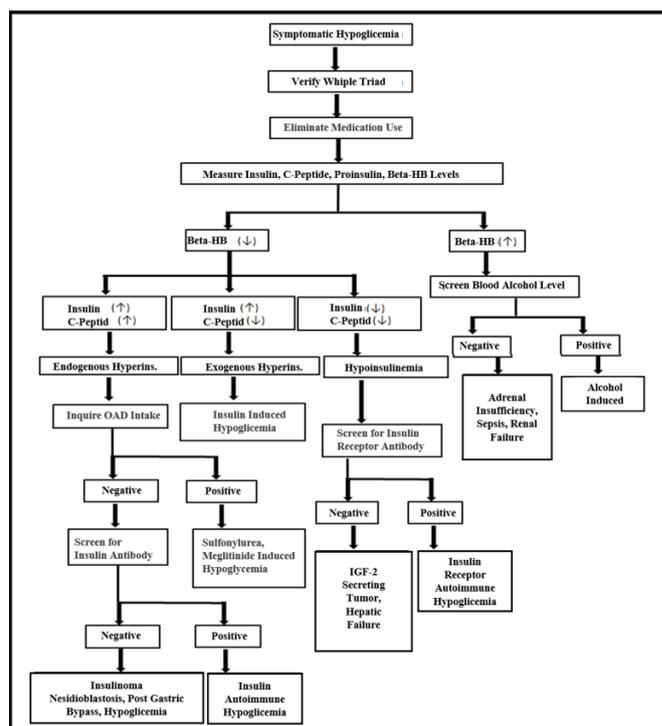 Symptomatic Hypoglicemia
Verify Whiple Triad
Eliminate Medication Use
Measure Insulin, C-Peptide, Proinsulin, Beta-HB Levels
Beta-HB (↓)
Beta-HB (↑)
Screen Blood Alcohol Level
Insulin (↑)
C-Peptid (↑)
Insulin (↑)
C-Peptid (↓)
Insulin (↓)
C-Peptid (↓)
Negative
Positive
Endogenous Hyperins.
Exogenous Hyperins.
Hypoinsulinemia
Adrenal
Insufficiency,
Sepsis, Renal
Failure
Alcohol
Induced
Inquire OAD Intake
Insulin Induced
Hypoglicemia
Screen for Insulin
Receptor Antibody
Negative
Positive
Negative
Positive
Screen for
Insulin Antibody
Sulfonylurea,
Meglitinide Induced
Hypoglycemia
IGF-2
Secreting
Tumor,
Hepatic
Failure
Insulin
Receptor
Autoimmune
Hypoglicemia
Negative
Positive
Insulinoma
Nesidioblastosis, Post Gastric
Bypass, Hypoglicemia
Insulin
Autoimmune
Hypoglicemia